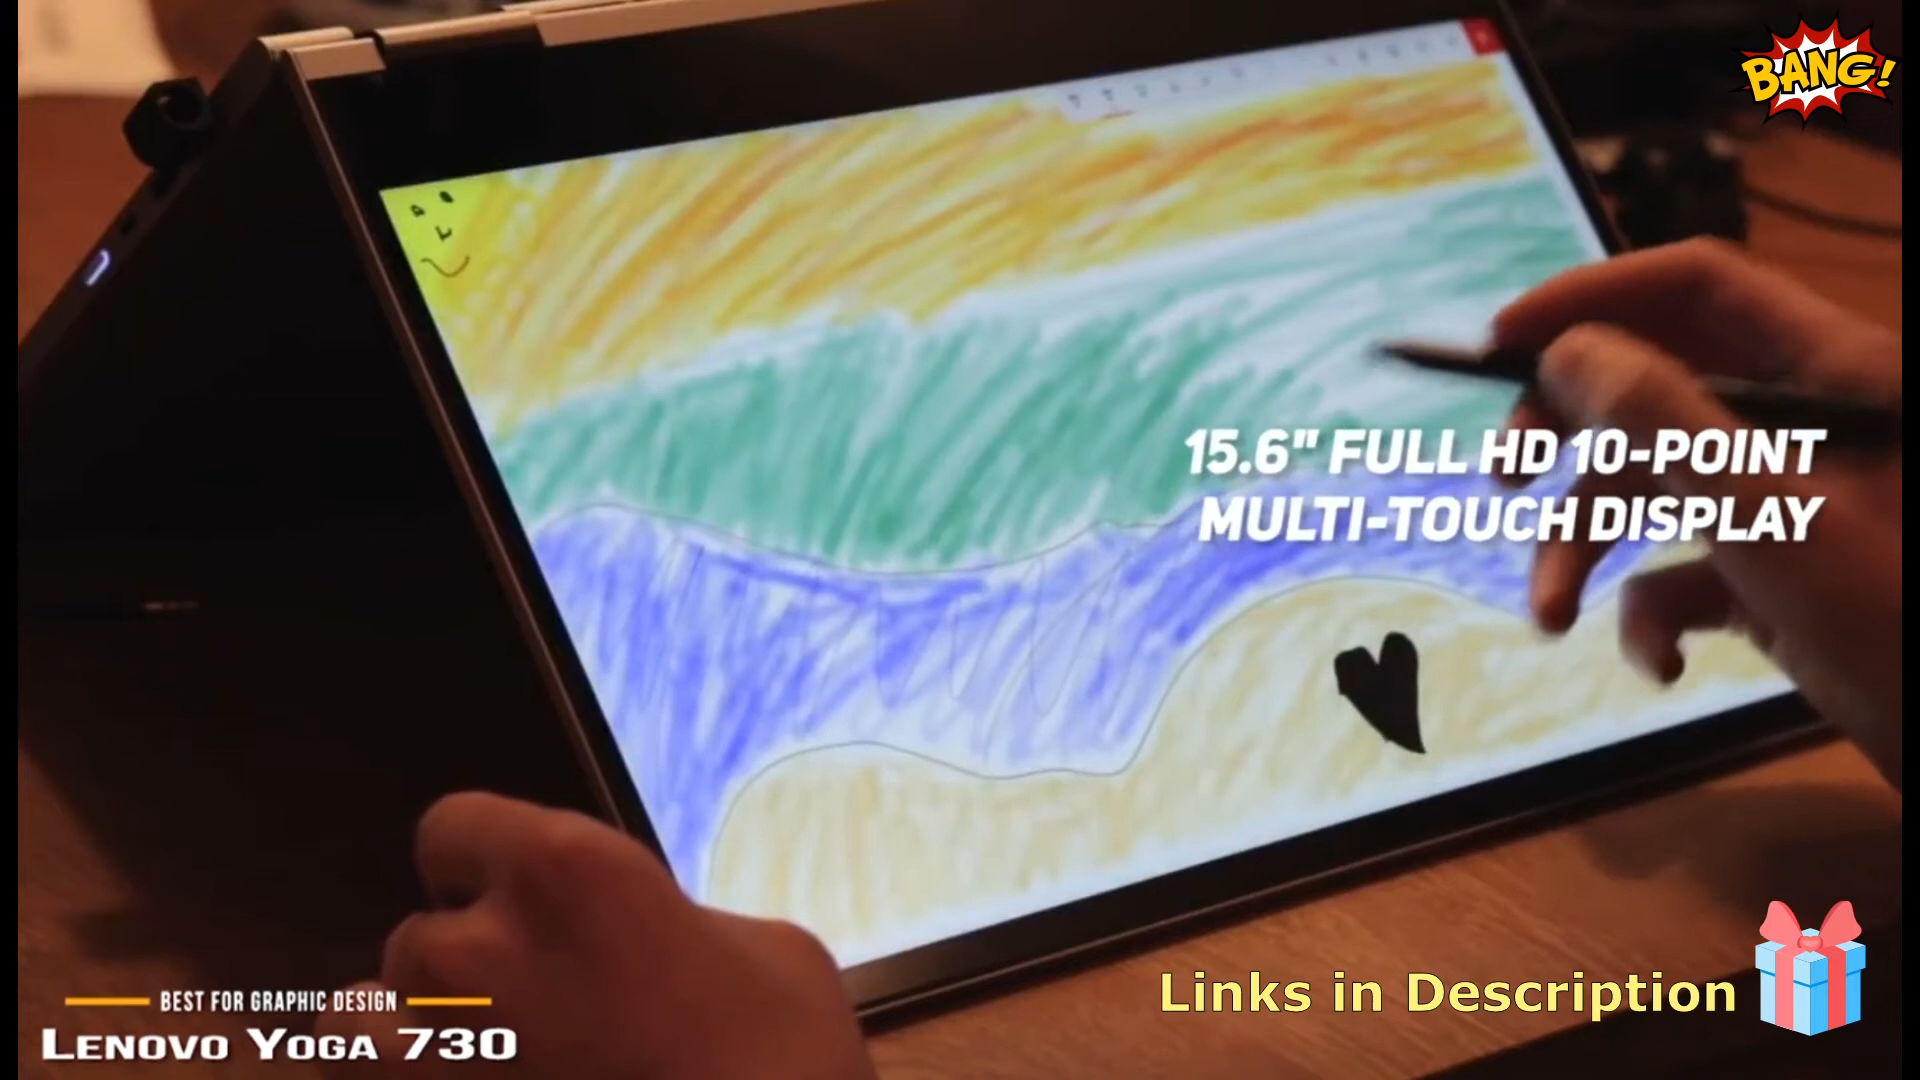 BANG!
15.6" FULL HD 10-POINT
MULTI-TOUCH DISPLAY
Links in Description
BEST FOR GRAPHIC DESIGN
LENOVO YOGA 730